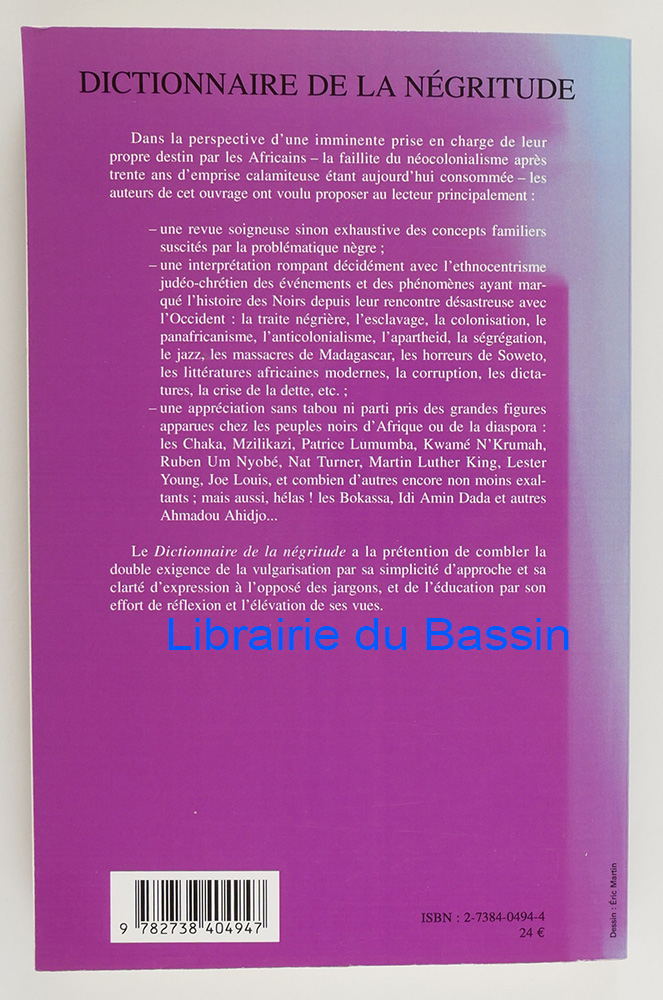 DICTIONNAIRE DE LA NÉGRITUDE
Dans la perspective d'une imminente prise en charge de leur
propre destin par les Africains – la faillite du néocolonialisme après
trente ans d'emprise calamiteuse étant aujourd'hui consommée – les
auteurs de cet ouvrage ont voulu proposer au lecteur principalement :
– une revue soigneuse sinon exhaustive des concepts familiers
suscités par la problématique nègre ;
– une interprétation rompant décidément avec l'ethnocentrisme
judéo-chrétien des événements et des phénomènes ayant mar-
qué l'histoire des Noirs depuis leur rencontre désastreuse avec
l'Occident : la traite négrière, l'esclavage, la colonisation, le
panafricanisme, l'anticolonialisme, l'apartheid, la ségrégation,
le jazz, les massacres de Madagascar, les horreurs de Soweto,
les littératures africaines modernes, la corruption, les dicta-
tures, la crise de la dette, etc. ;
– une appréciation sans tabou ni parti pris des grandes figures
apparues chez les peuples noirs d'Afrique ou de la diaspora :
les Chaka, Mzilikazi, Patrice Lumumba, Kwamé N'Krumah,
Ruben Um Nyobé, Nat Turner, Martin Luther King, Lester
Young, Joe Louis, et combien d'autres encore non moins exal-
tants ; mais aussi, hélas ! les Bokassa, Idi Amin Dada et autres
Ahmadou Ahidjo...
Le Dictionnaire de la négritude a la prétention de combler la
double exigence de la vulgarisation par sa simplicité d'approche et sa
clarté d'expression à l'opposé des jargons, et de l'éducation par son
effort de réflexion et l'élévation de ses vues.
Librairie du Bassin
9 782738 404947
ISBN : 2-7384-0494-4
24 €
Dessin : Éric Martin